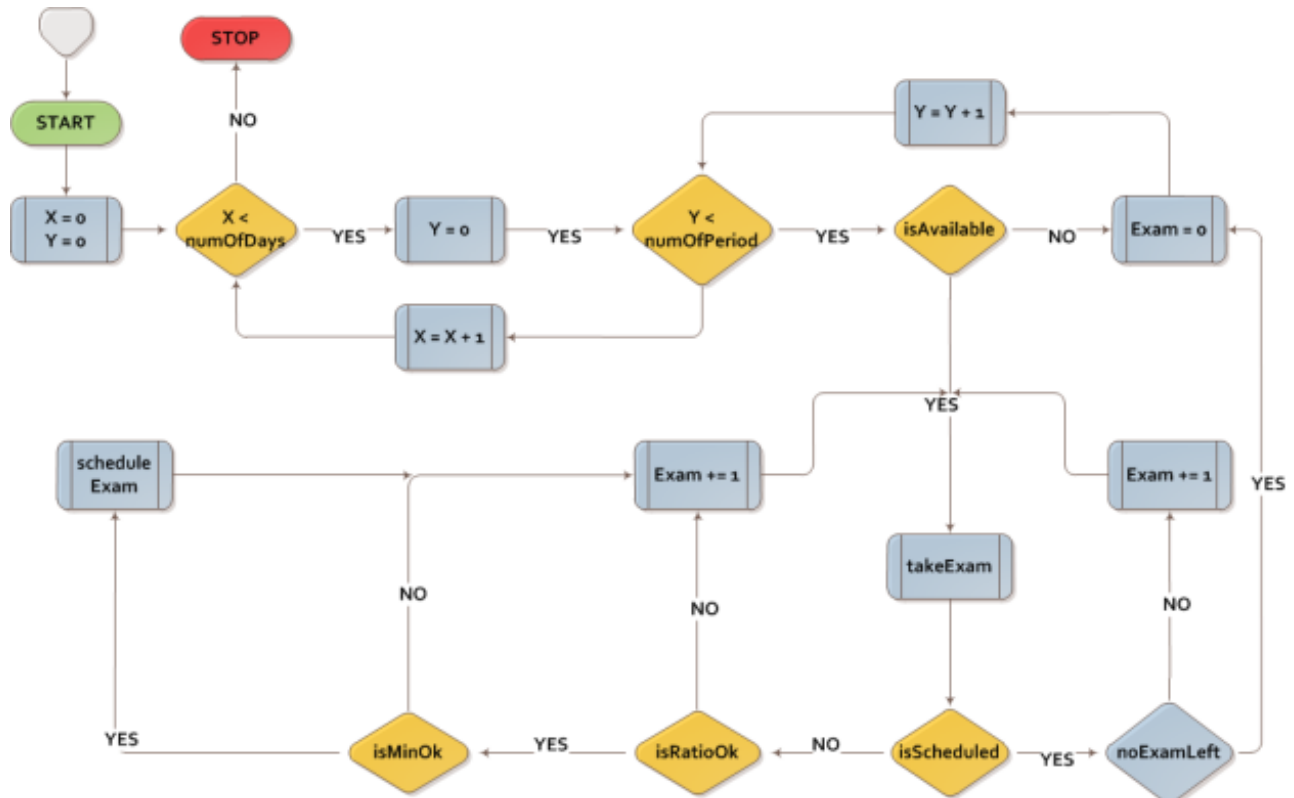 STOP
START
NO
Y = Y + 1
X = 0
Y = 0
X <
numOfDays
YES
Y = 0
YES
Y <
numOfPeriod
YES
isAvailable
NO
Exam = 0
X = X + 1
YES
schedule
Exam
Exam += 1
Exam += 1
YES
takeExam
NO
NO
NO
YES
isMinOk
YES
isRatioOk
NO
isScheduled
YES
noExamLeft